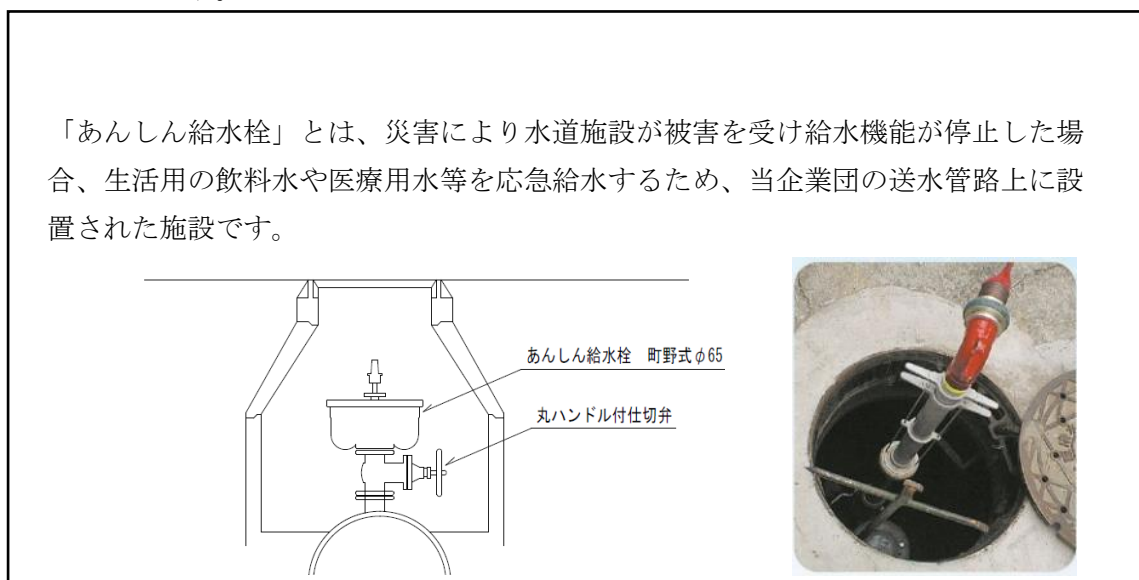 「あんしん給水栓」とは、災害により水道施設が被害を受け給水機能が停止した場
合、生活用の飲料水や医療用水等を応急給水するため、当企業団の送水管路上に設
置された施設です。
あんしん給水栓　町野式φ65
丸ハンドル付仕切弁